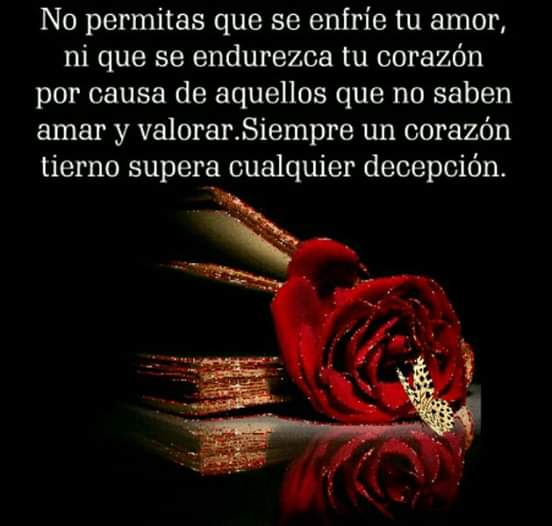 No permitas que se enfríe tu amor,
ni que se endurezca tu corazón
por causa de aquellos que no saben
amar y valorar.Siempre un corazón
tierno supera cualquier decepción.